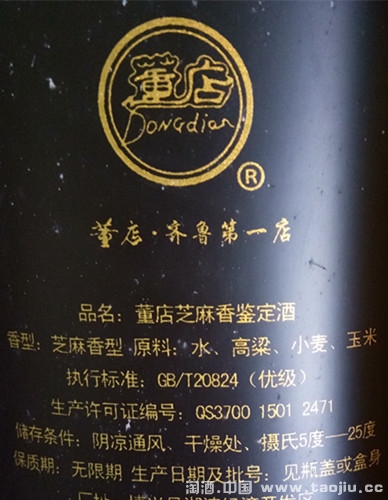 董店
Dongdian
®
董店·齐鲁第一店
品名：董店芝麻香鉴定酒
香型：芝麻香型 原料：水、高粱、小麦、玉米
执行标准：GB/T20824（优级）
生产许可证编号：QS3700 1501 2471
储存条件：阴凉通风、干燥处、摄氏5度—25度
保质期：无限期 生产日期及批号：见瓶盖或盒身
淘酒.中国 www.taojiu.cc